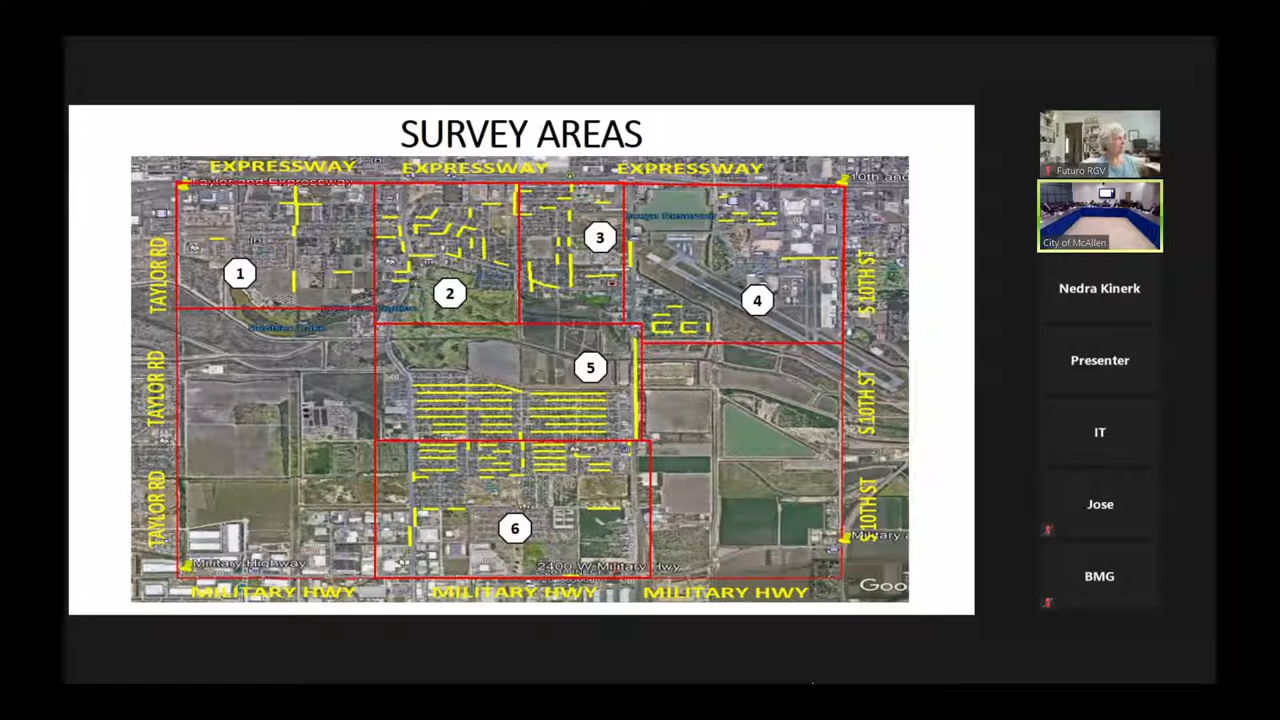 SURVEY AREAS
EXPRESSWAY
EXPRESSWAY
EXPRESSWAY
Taylor and Expressway
10th and
TAYLOR RD
TAYLOR RD
TAYLOR RD
1
2
3
4
5
6
S 10TH ST
S 10TH ST
S 10TH ST
Military Highway
2400 W Military Hwy
Military a
MILITARY HWY
MILITARY HWY
MILITARY HWY
Goo
Futuro RGV
City of McAllen
Nedra Kinerk
Presenter
IT
Jose
BMG